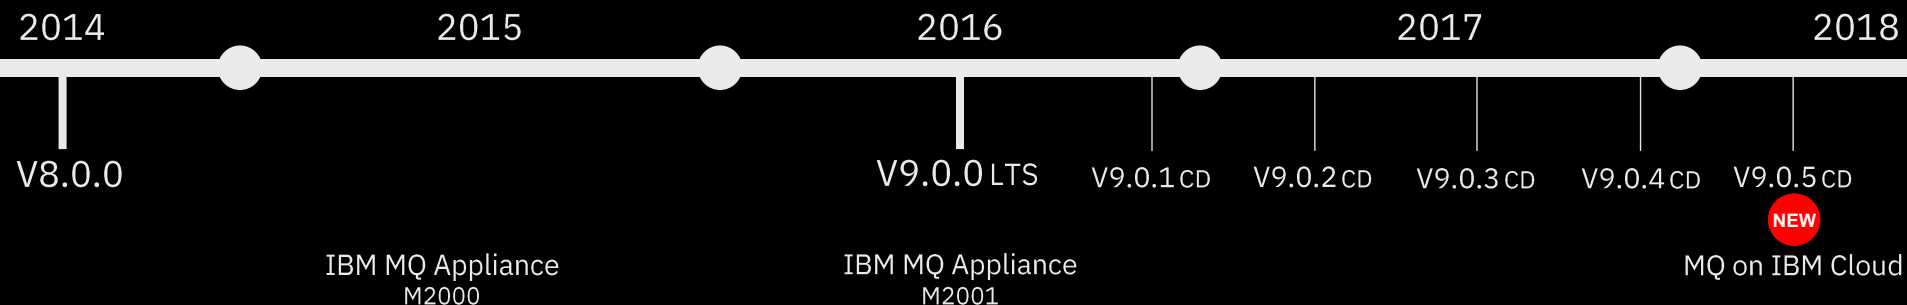 2014 2015 2016 2017 2018
V8.0.0 V9.0.0 LTS V9.0.1 CD V9.0.2 CD V9.0.3 CD V9.0.4 CD V9.0.5 CD
NEW
IBM MQ Appliance IBM MQ Appliance MQ on IBM Cloud
M2000 M2001